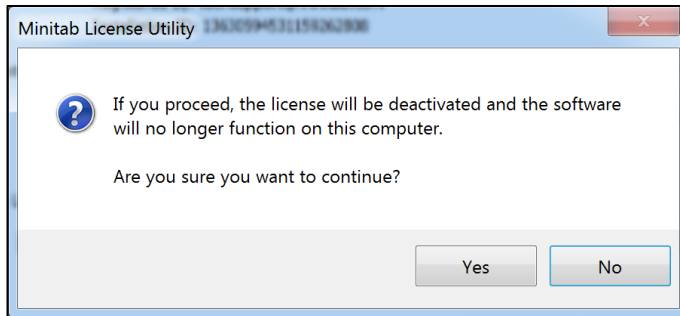 Minitab License Utility
If you proceed, the license will be deactivated and the software
will no longer function on this computer.
Are you sure you want to continue?
Yes
No